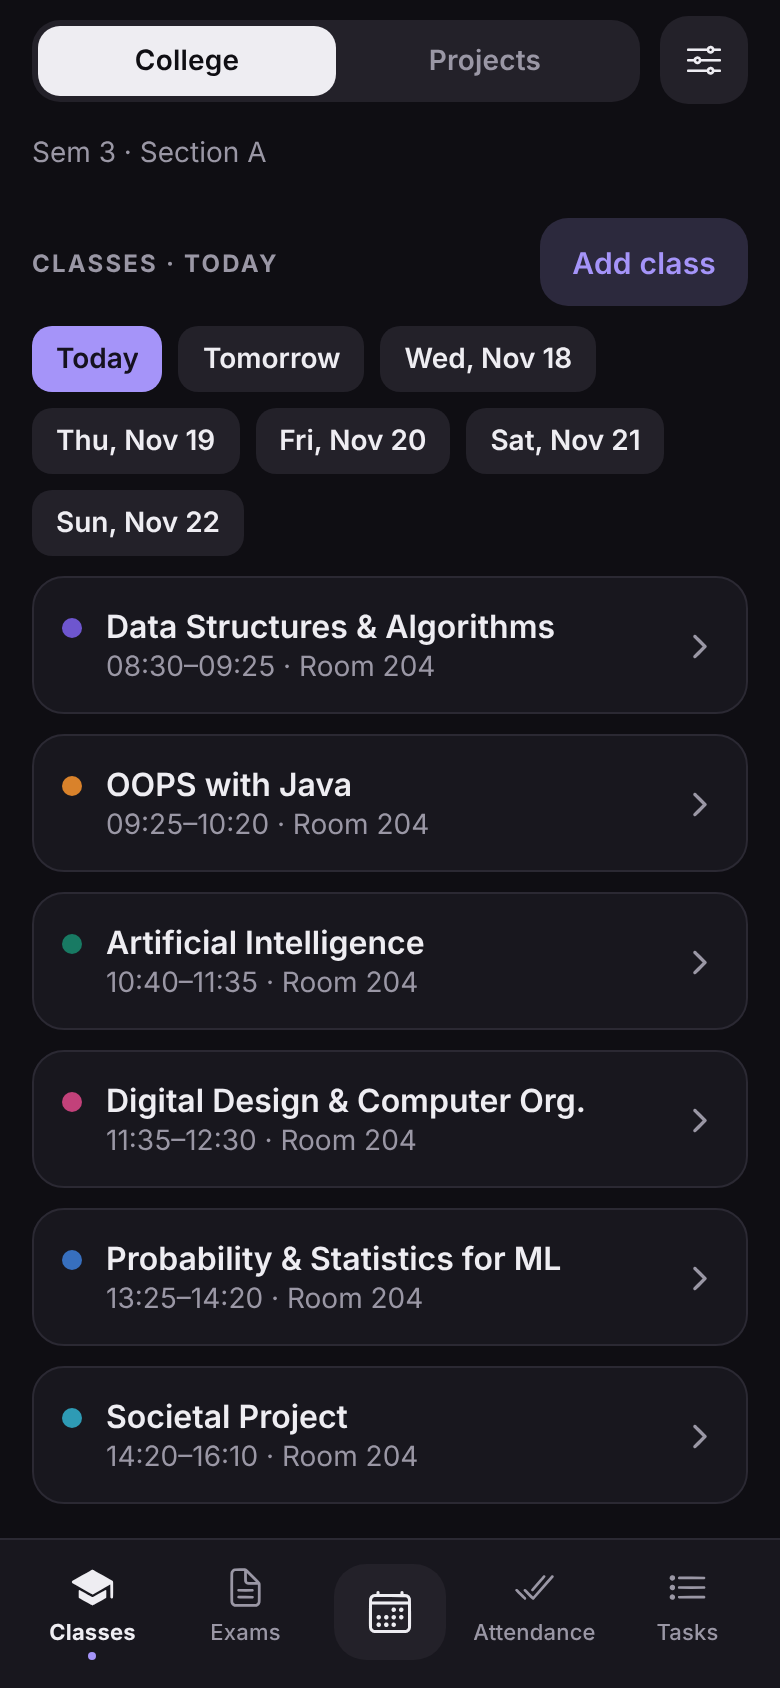 College
Projects
Sem 3 · Section A
CLASSES · TODAY
Add class
Today
Tomorrow
Wed, Nov 18
Thu, Nov 19
Fri, Nov 20
Sat, Nov 21
Sun, Nov 22
Data Structures & Algorithms
08:30–09:25 · Room 204
OOPS with Java
09:25–10:20 · Room 204
Artificial Intelligence
10:40–11:35 · Room 204
Digital Design & Computer Org.
11:35–12:30 · Room 204
Probability & Statistics for ML
13:25–14:20 · Room 204
Societal Project
14:20–16:10 · Room 204
Classes
Exams
Attendance
Tasks